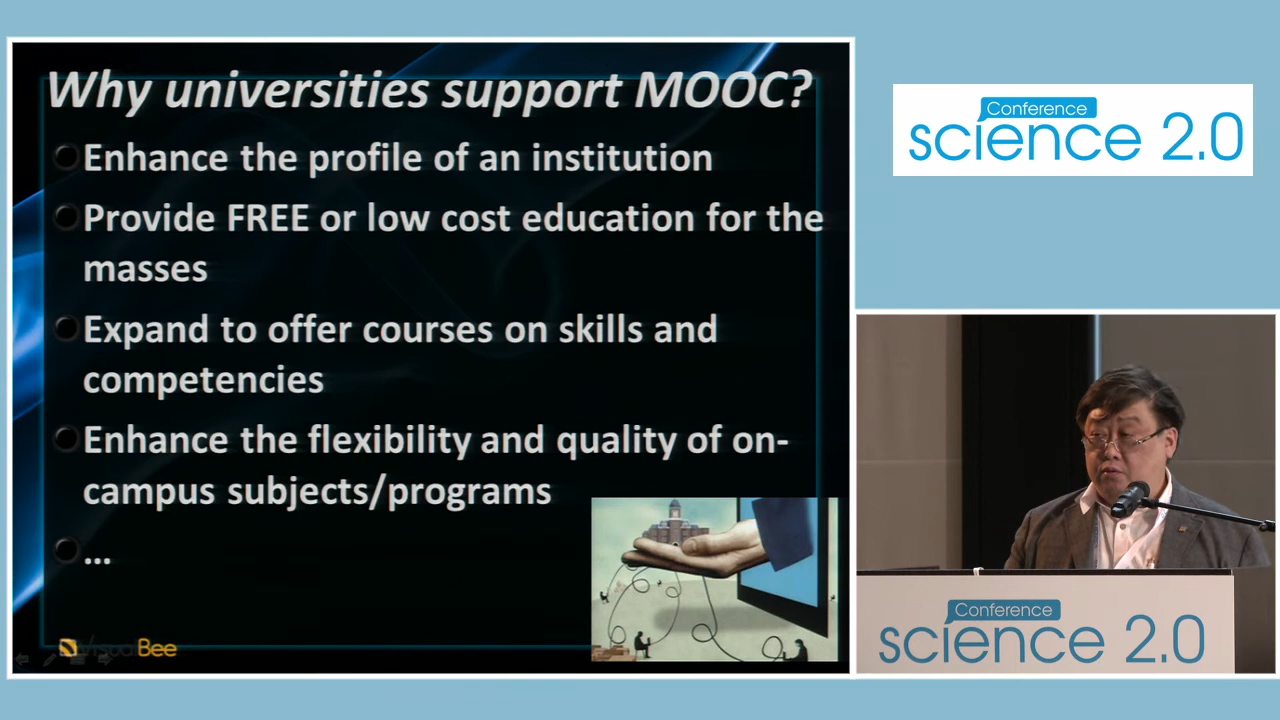 Why universities support MOOC?
Enhance the profile of an institution
Provide FREE or low cost education for the
masses
Expand to offer courses on skills and
competencies
Enhance the flexibility and quality of on-
campus subjects/programs
...
VisualBee
Conference
science 2.0
Conference
science 2.0